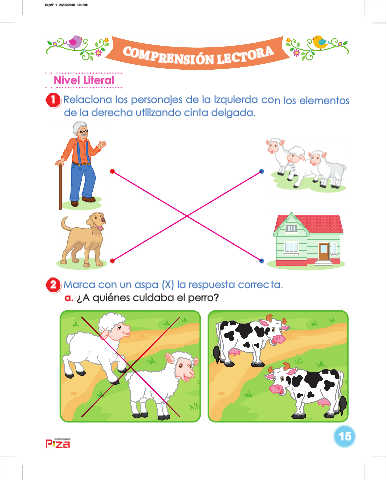 COMPRENSIÓN LECTORA
Nivel Literal
1 Relaciona los personajes de la izquierda con los elementos
de la derecha utilizando cinta delgada.
2 Marca con un aspa (X) la respuesta correcta.
a. ¿A quiénes cuidaba el perro?
PIZA
15